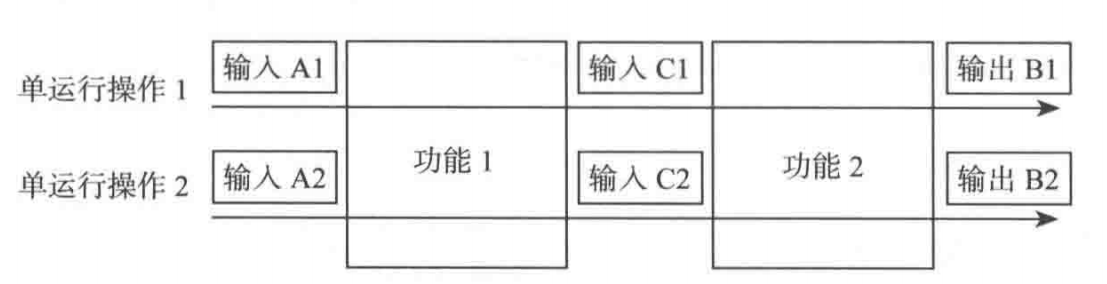 单运行操作 1 输入 A1 输入 C1 输出 B1
功能 1 功能 2
单运行操作 2 输入 A2 输入 C2 输出 B2